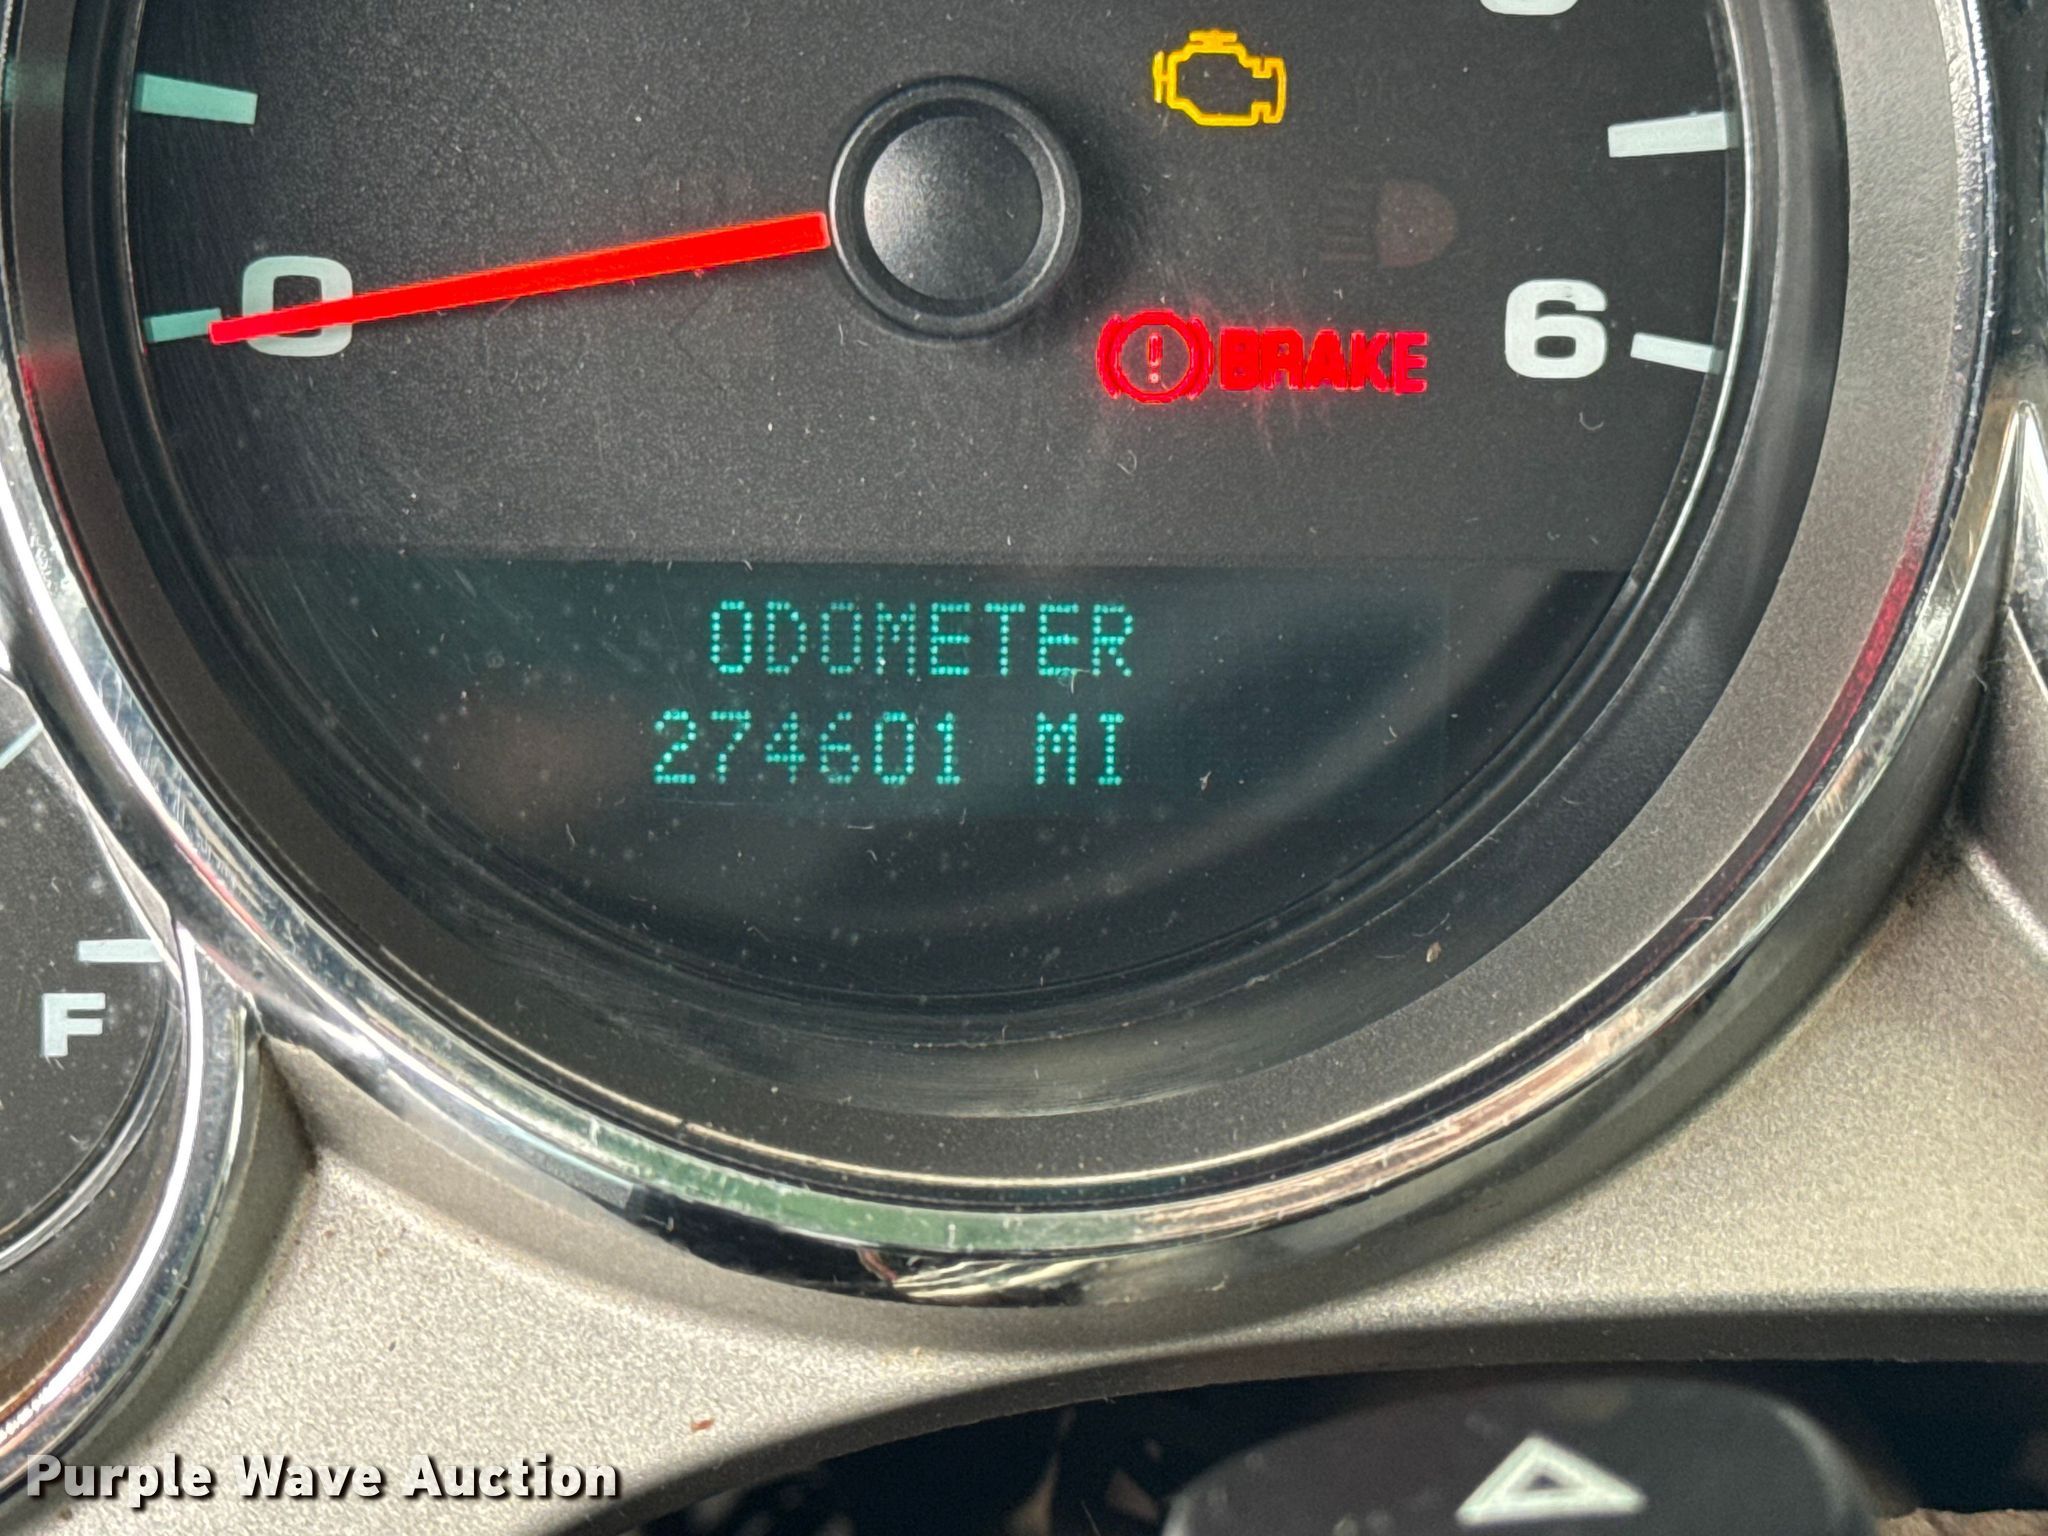 0
BRAKE
6
ODOMETER
274601 MI
F
Purple Wave Auction